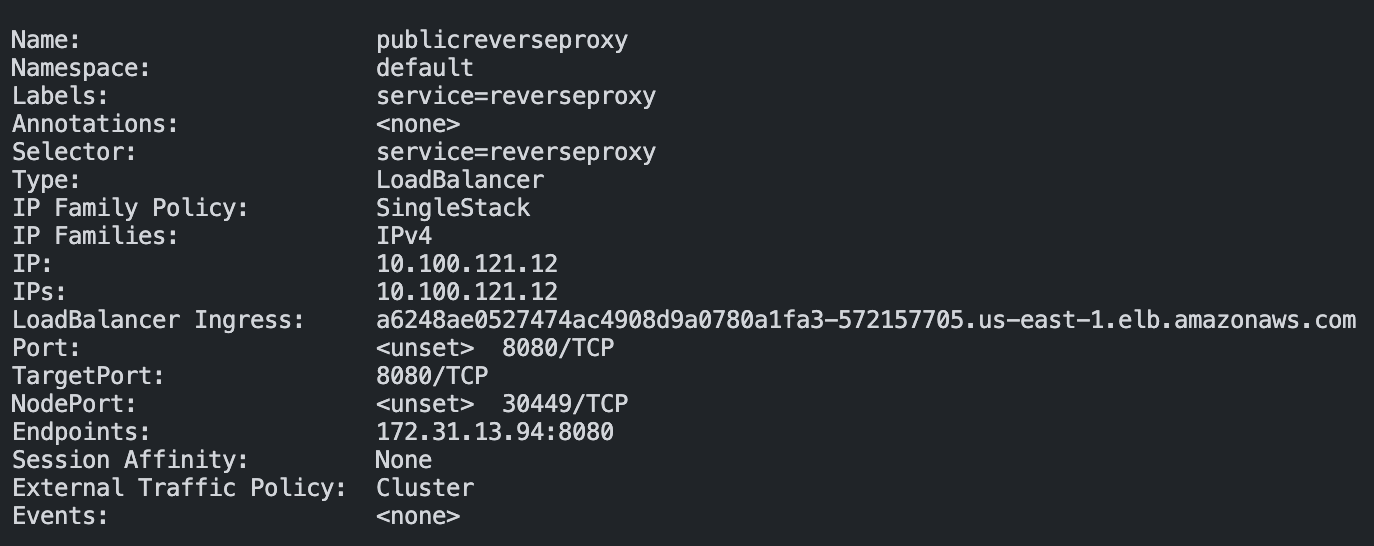 Name: publicreverseproxy
Namespace: default
Labels: service=reverseproxy
Annotations: <none>
Selector: service=reverseproxy
Type: LoadBalancer
IP Family Policy: SingleStack
IP Families: IPv4
IP: 10.100.121.12
IPs: 10.100.121.12
LoadBalancer Ingress: a6248ae0527474ac4908d9a0780a1fa3-572157705.us-east-1.elb.amazonaws.com
Port: <unset> 8080/TCP
TargetPort: 8080/TCP
NodePort: <unset> 30449/TCP
Endpoints: 172.31.13.94:8080
Session Affinity: None
External Traffic Policy: Cluster
Events: <none>